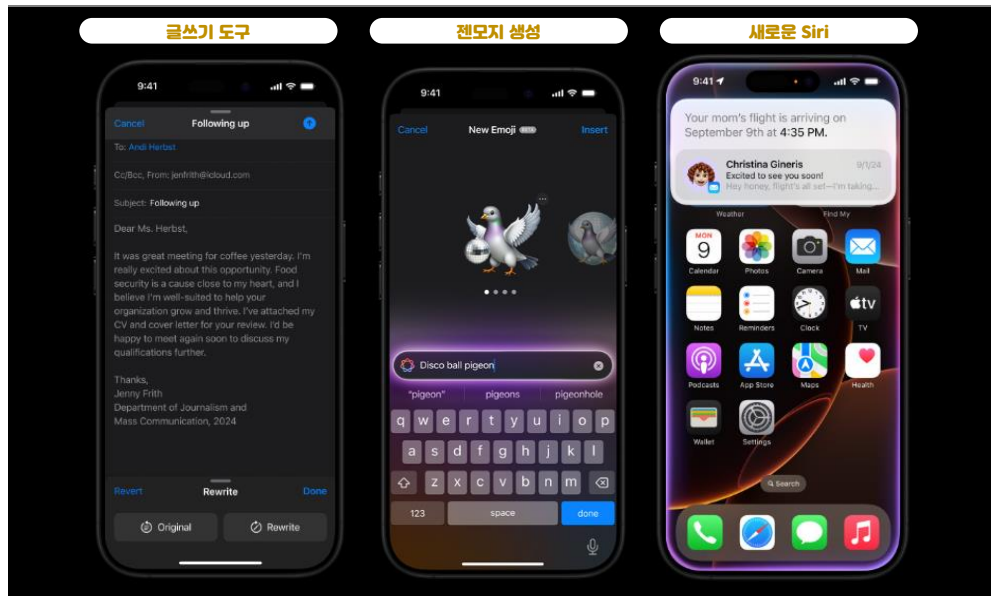 글쓰기 도구
젠모지 생성
새로운 Siri
9:41
Cancel
Following up
To: Andi Herbst
Cc/Bcc, From: jenfrith@icloud.com
Subject: Following up
Dear Ms. Herbst,
It was great meeting for coffee yesterday. I'm
really excited about this opportunity. Food
security is a cause close to my heart, and I
believe I'm well-suited to help your
organization grow and thrive. I've attached my
CV and cover letter for your review. I'd be
happy to meet again soon to discuss my
qualifications further.
Thanks,
Jenny Frith
Department of Journalism and
Mass Communication, 2024
Revert
Rewrite
Done
Original
Rewrite
9:41
Cancel
New Emoji BETA
Insert
Disco ball pigeon
"pigeon"
pigeons
pigeonhole
q w e r t y u i o p
a s d f g h j k l
z x c v b n m
123
space
done
9:41
Your mom's flight is arriving on
September 9th at 4:35 PM.
Christina Gineris
9/1/24
Excited to see you soon!
Hey honey, flight's all set—I'm taking...
Weather
Find My
MON
9
Calendar
Photos
Camera
Mail
tv
Notes
Reminders
Clock
TV
Podcasts
App Store
Maps
Health
Wallet
Settings
Search